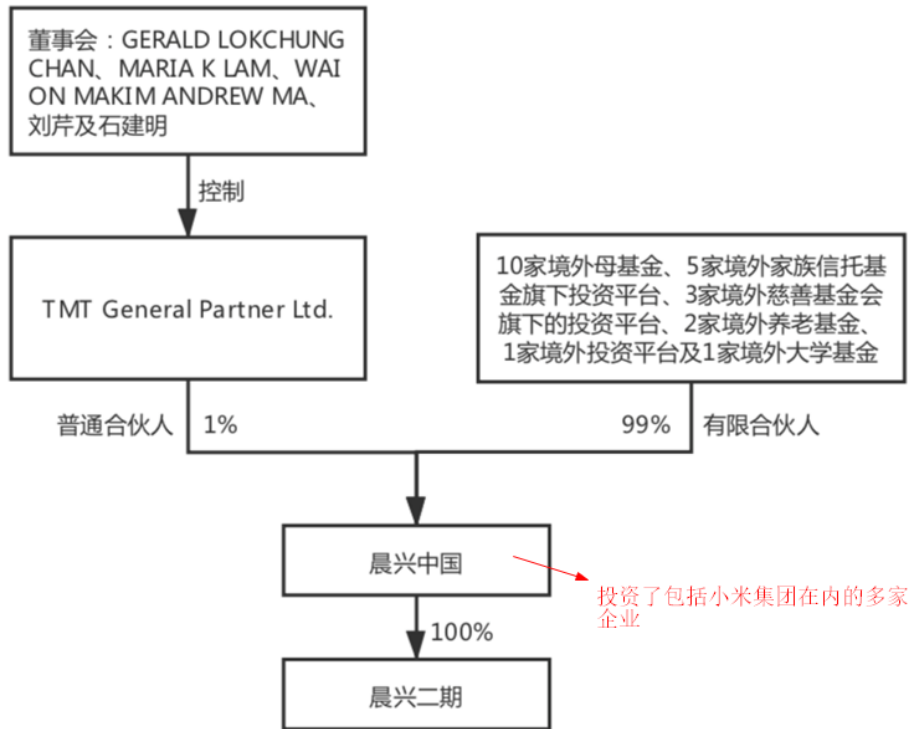 董事会：GERALD LOKCHUNG
CHAN、MARIA K LAM、WAI
ON MAKIM ANDREW MA、
刘芹及石建明
控制
TMT General Partner Ltd.
10家境外母基金、5家境外家族信托基
金旗下投资平台、3家境外慈善基金会
旗下的投资平台、2家境外养老基金、
1家境外投资平台及1家境外大学基金
普通合伙人
1%
99%
有限合伙人
晨兴中国
投资了包括小米集团在内的多家
企业
100%
晨兴二期